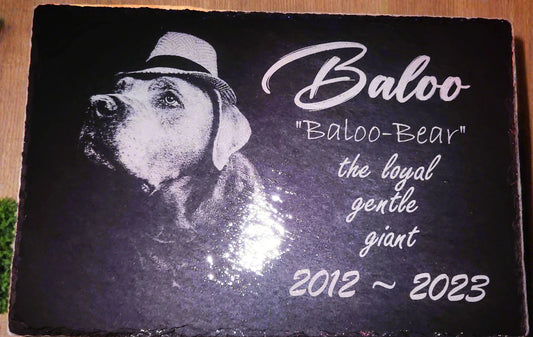 Baloo
"Baloo-Bear"
the loyal
gentle
giant
2012 ~ 2023